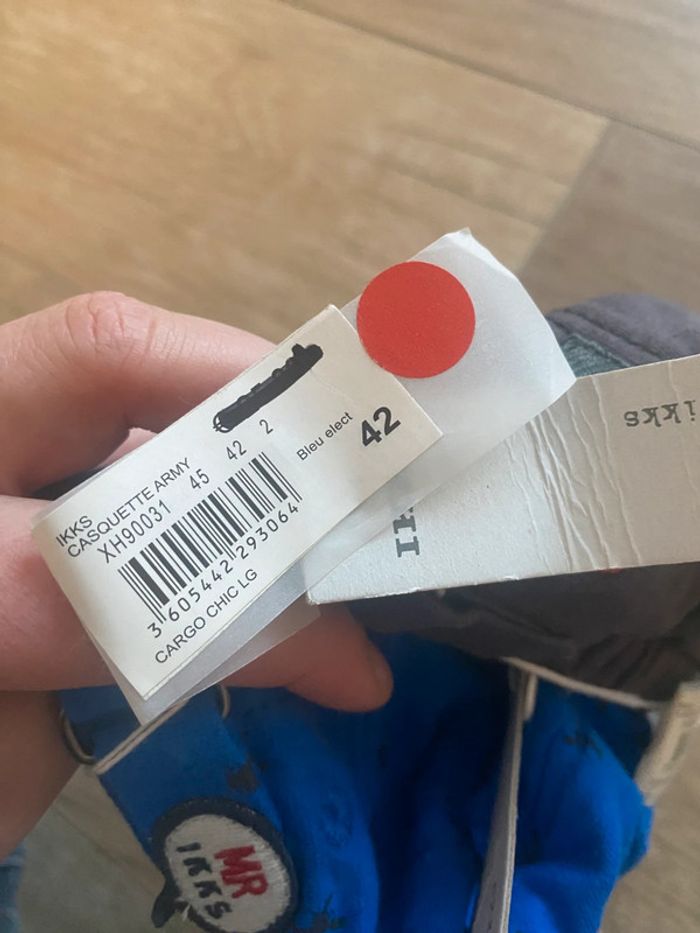 IKKS
CASQUETTE ARMY
XH90031 45 42 2
Bleu elect 42
3 605442 293064
CARGO CHIC LG
ikks
MR
IKKS